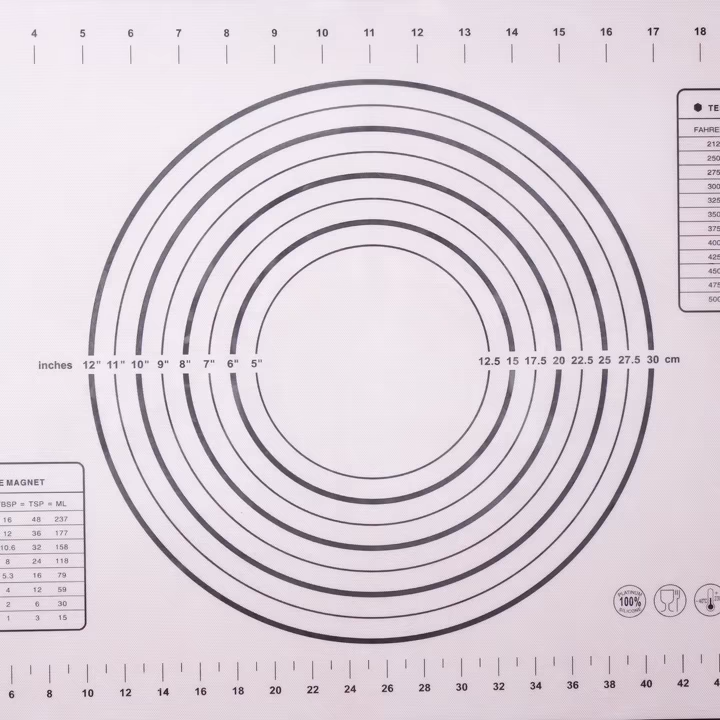 4 5 6 7 8 9 10 11 12 13 14 15 16 17 18
TE
FAHRE
212
250
275
300
325
350
375
400
425
450
475
500
inches 12" 11" 10" 9" 8" 7" 6" 5" 12.5 15 17.5 20 22.5 25 27.5 30 cm
E MAGNET
BSP = TSP = ML
16 48 237
12 36 177
10.6 32 158
8 24 118
5.3 16 79
4 12 59
2 6 30
1 3 15
PLATINUM
100%
SILICONE
6 8 10 12 14 16 18 20 22 24 26 28 30 32 34 36 38 40 42 4